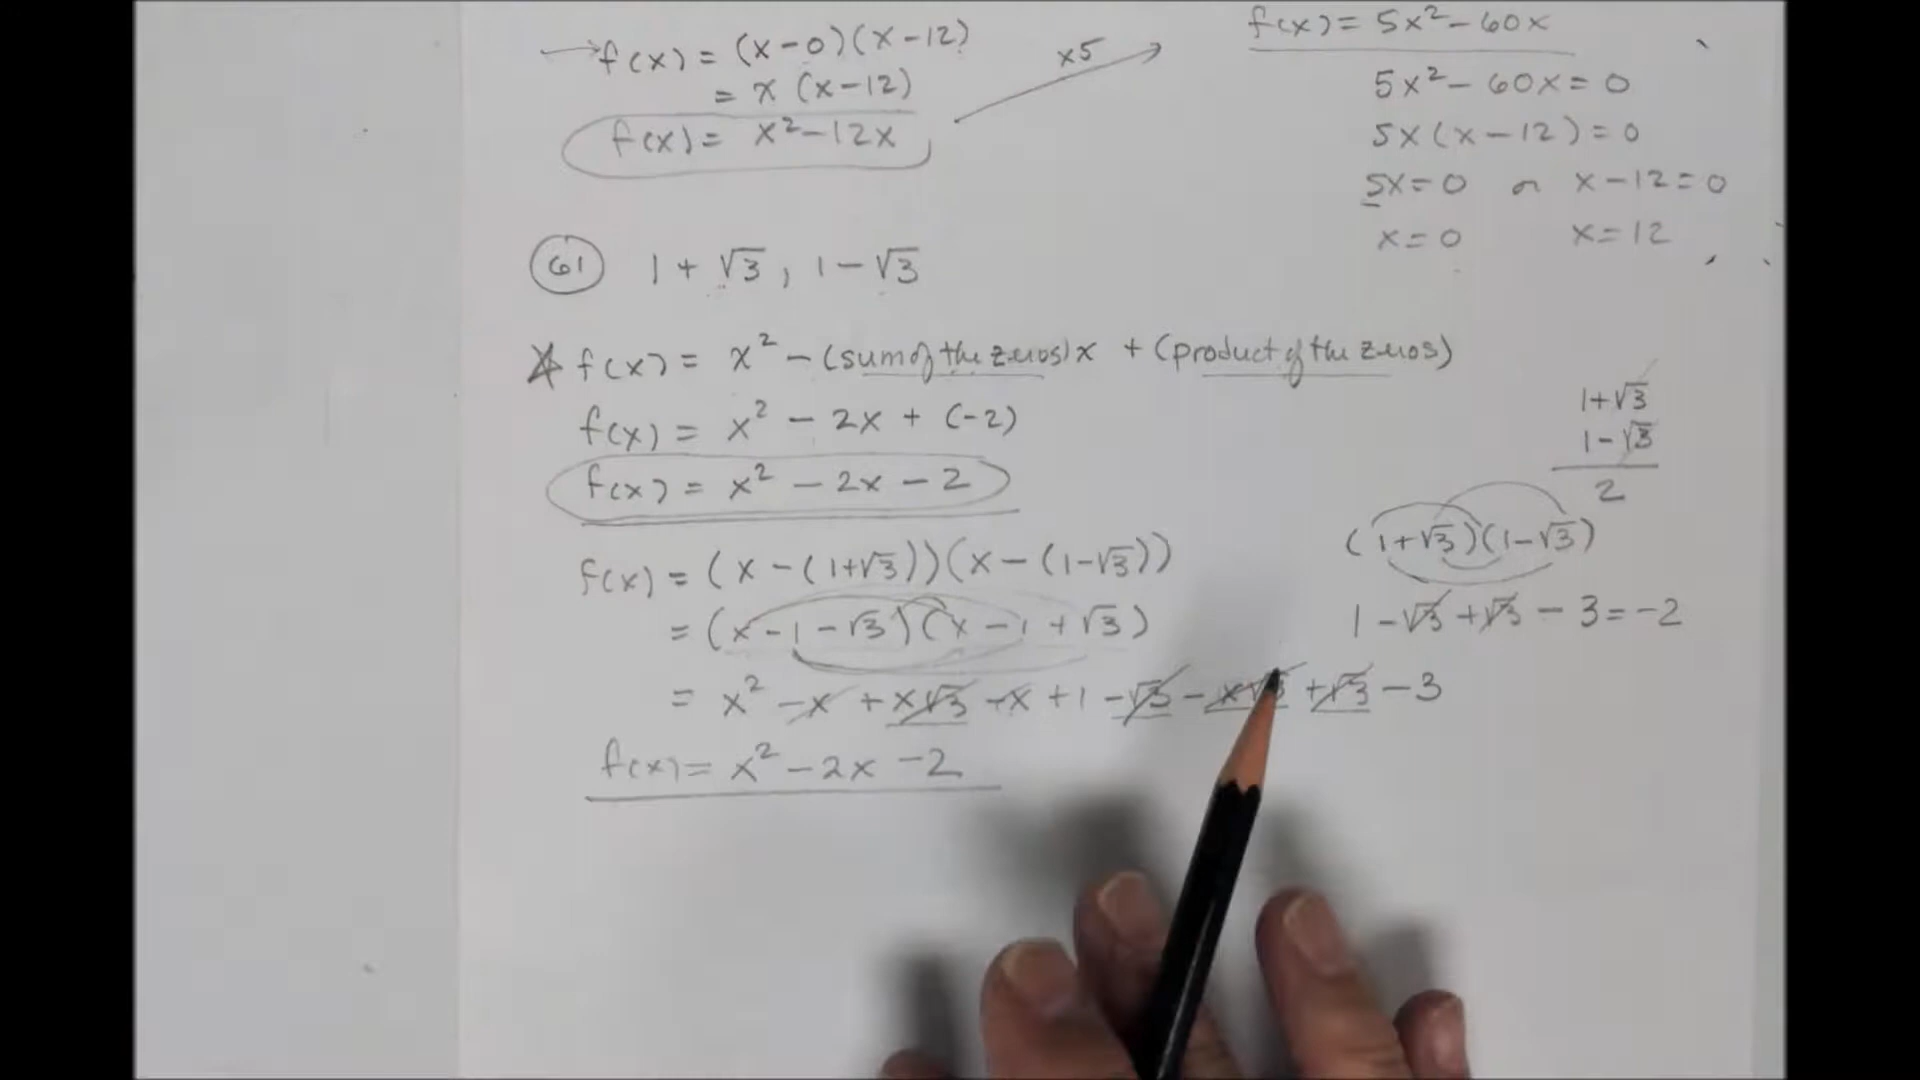 f(x) = (x-0)(x-12)
= x (x-12)
f(x) = x²-12x
x5
f(x) = 5x²-60x
5x²-60x=0
5x(x-12)=0
5x=0 or x-12=0
x=0 x=12
61 1+√3, 1-√3
f(x) = x² - (sum of the zeros)x + (product of the zeros)
f(x) = x² - 2x + (-2)
f(x) = x² - 2x - 2
1+√3
1-√3
2
(1+√3)(1-√3)
1-√3+√3-3=-2
f(x) = (x-(1+√3))(x-(1-√3))
= (x-1-√3)(x-1+√3)
= x² -x +x√3 -x +1 -√3 -x√3 +√3 -3
f(x) = x² - 2x - 2